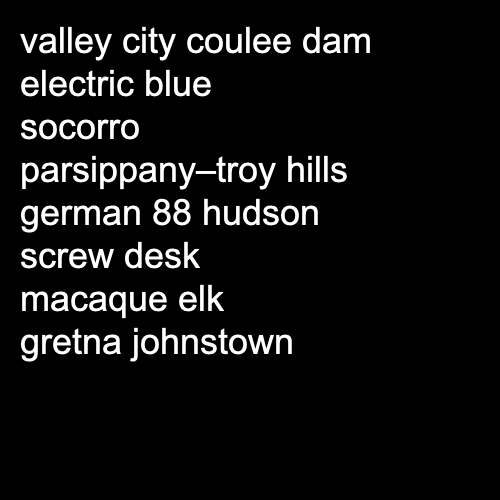 valley city coulee dam
electric blue
socorro
parsippany–troy hills
german 88 hudson
screw desk
macaque elk
gretna johnstown